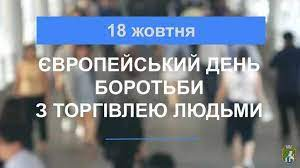 18 жовтня
ЄВРОПЕЙСЬКИЙ ДЕНЬ
БОРОТЬБИ
З ТОРГІВЛЕЮ ЛЮДЬМИ